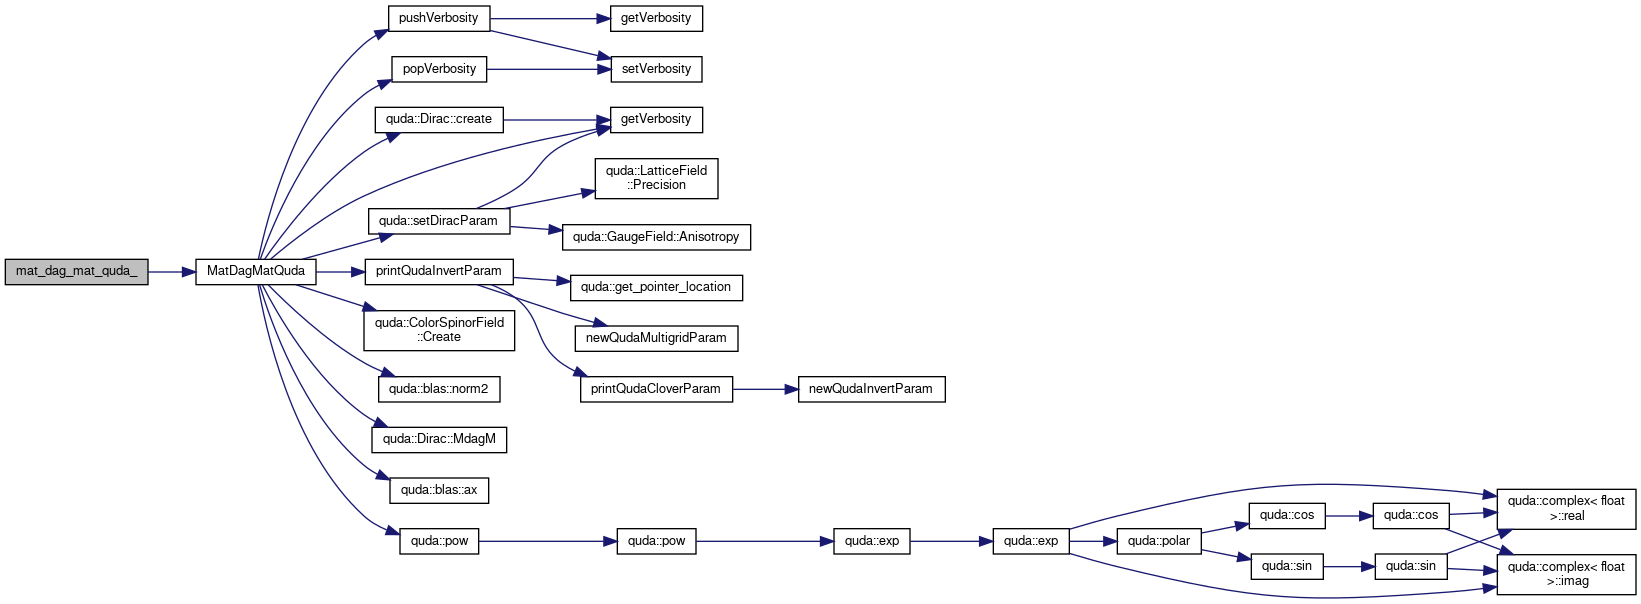 mat_dag_mat_quda_
MatDagMatQuda
pushVerbosity
getVerbosity
setVerbosity
popVerbosity
quda::Dirac::create
getVerbosity
quda::setDiracParam
quda::LatticeField
::Precision
quda::GaugeField::Anisotropy
printQudaInvertParam
quda::get_pointer_location
newQudaMultigridParam
printQudaCloverParam
newQudaInvertParam
quda::ColorSpinorField
::Create
quda::blas::norm2
quda::Dirac::MdagM
quda::blas::ax
quda::pow
quda::pow
quda::exp
quda::exp
quda::polar
quda::cos
quda::cos
quda::sin
quda::sin
quda::complex< float
>::real
quda::complex< float
>::imag